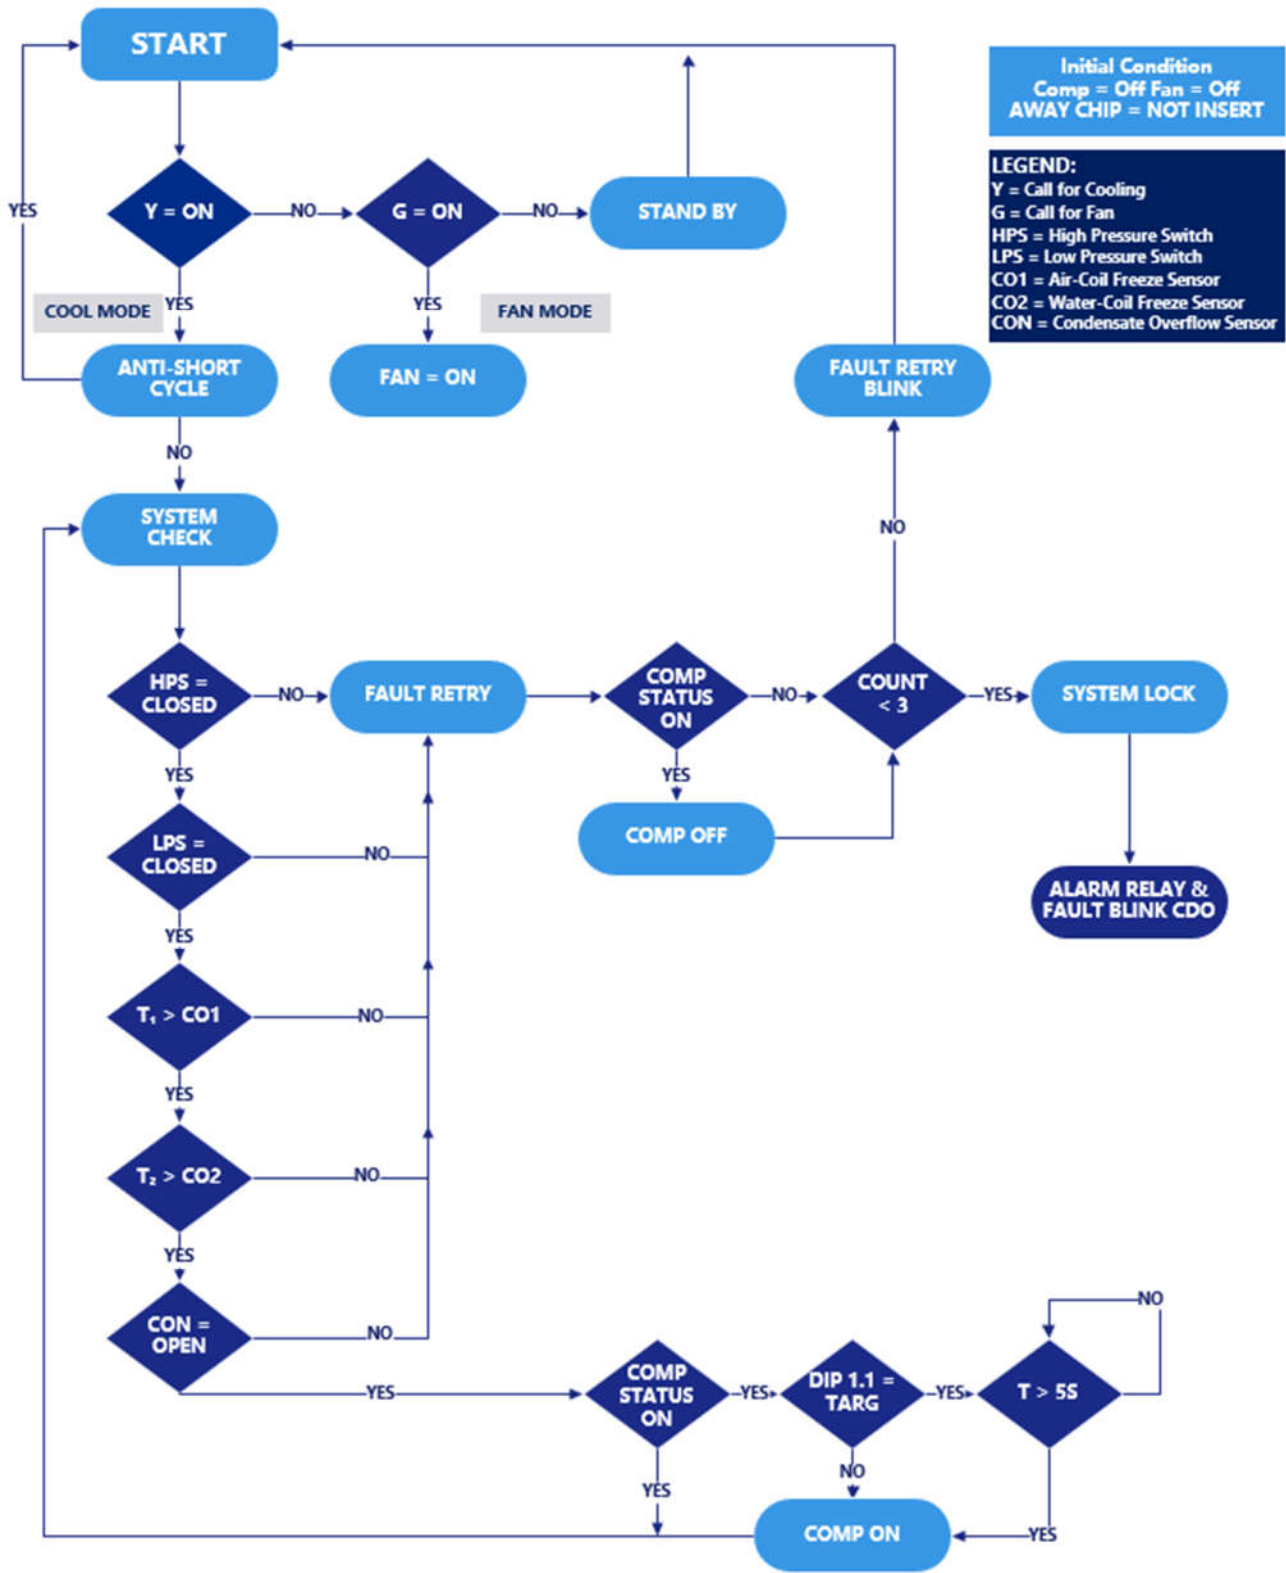 START
Initial Condition
Comp = Off Fan = Off
AWAY CHIP = NOT INSERT
LEGEND:
Y = Call for Cooling
G = Call for Fan
HPS = High Pressure Switch
LPS = Low Pressure Switch
CO1 = Air-Coil Freeze Sensor
CO2 = Water-Coil Freeze Sensor
CON = Condensate Overflow Sensor
YES
Y = ON
NO
G = ON
NO
STAND BY
COOL MODE
YES
YES
FAN MODE
ANTI-SHORT
CYCLE
FAN = ON
FAULT RETRY
BLINK
NO
SYSTEM
CHECK
NO
HPS =
CLOSED
NO
FAULT RETRY
COMP
STATUS
ON
NO
COUNT
< 3
YES
SYSTEM LOCK
YES
YES
LPS =
CLOSED
NO
COMP OFF
ALARM RELAY &
FAULT BLINK CDO
YES
T₁ > CO1
NO
YES
T₂ > CO2
NO
YES
CON =
OPEN
NO
NO
YES
COMP
STATUS
ON
YES
DIP 1.1 =
TARG
YES
T > 5S
YES
NO
COMP ON
YES